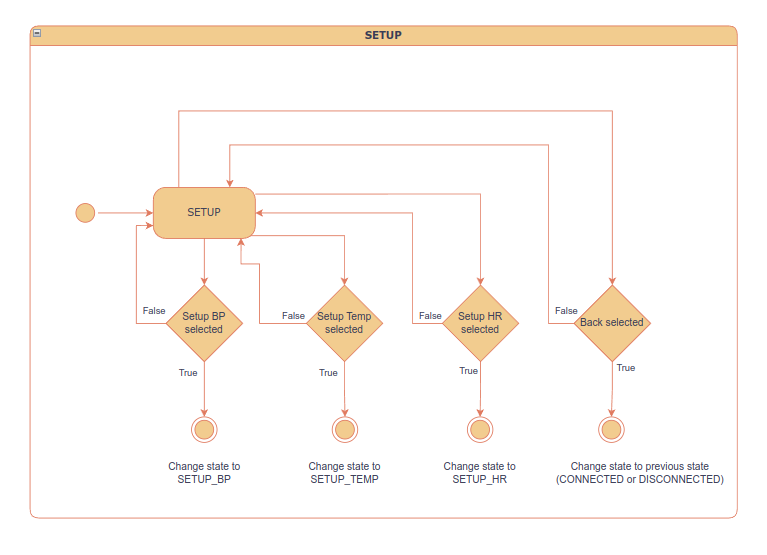 SETUP
SETUP
Setup BP
selected
Setup Temp
selected
Setup HR
selected
Back selected
False
False
False
False
True
True
True
True
Change state to
SETUP_BP
Change state to
SETUP_TEMP
Change state to
SETUP_HR
Change state to previous state
(CONNECTED or DISCONNECTED)